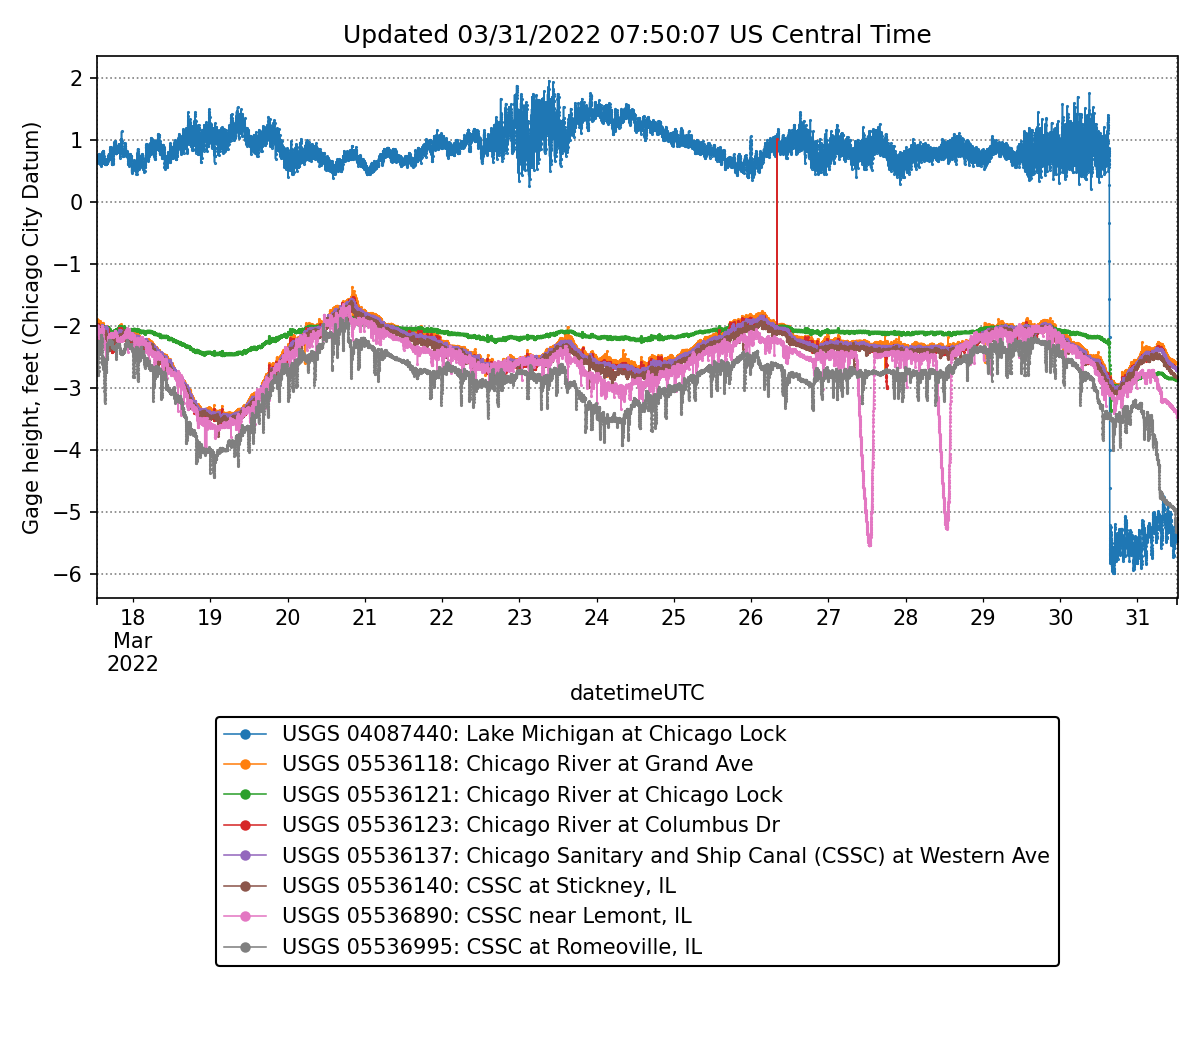 Updated 03/31/2022 07:50:07 US Central Time
Gage height, feet (Chicago City Datum)
2
1
0
−1
−2
−3
−4
−5
−6
18 19 20 21 22 23 24 25 26 27 28 29 30 31
Mar
2022
datetimeUTC
USGS 04087440: Lake Michigan at Chicago Lock
USGS 05536118: Chicago River at Grand Ave
USGS 05536121: Chicago River at Chicago Lock
USGS 05536123: Chicago River at Columbus Dr
USGS 05536137: Chicago Sanitary and Ship Canal (CSSC) at Western Ave
USGS 05536140: CSSC at Stickney, IL
USGS 05536890: CSSC near Lemont, IL
USGS 05536995: CSSC at Romeoville, IL